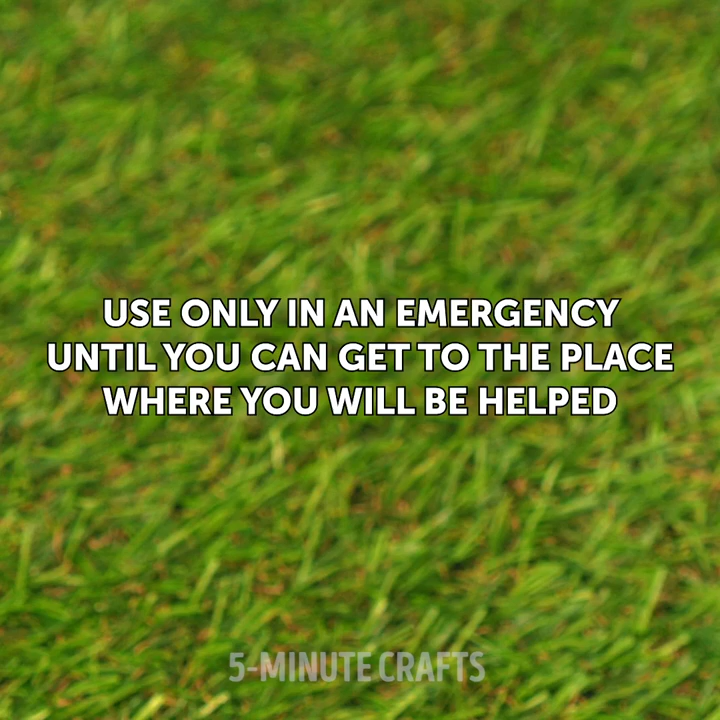 USE ONLY IN AN EMERGENCY
UNTIL YOU CAN GET TO THE PLACE
WHERE YOU WILL BE HELPED
5-MINUTE CRAFTS